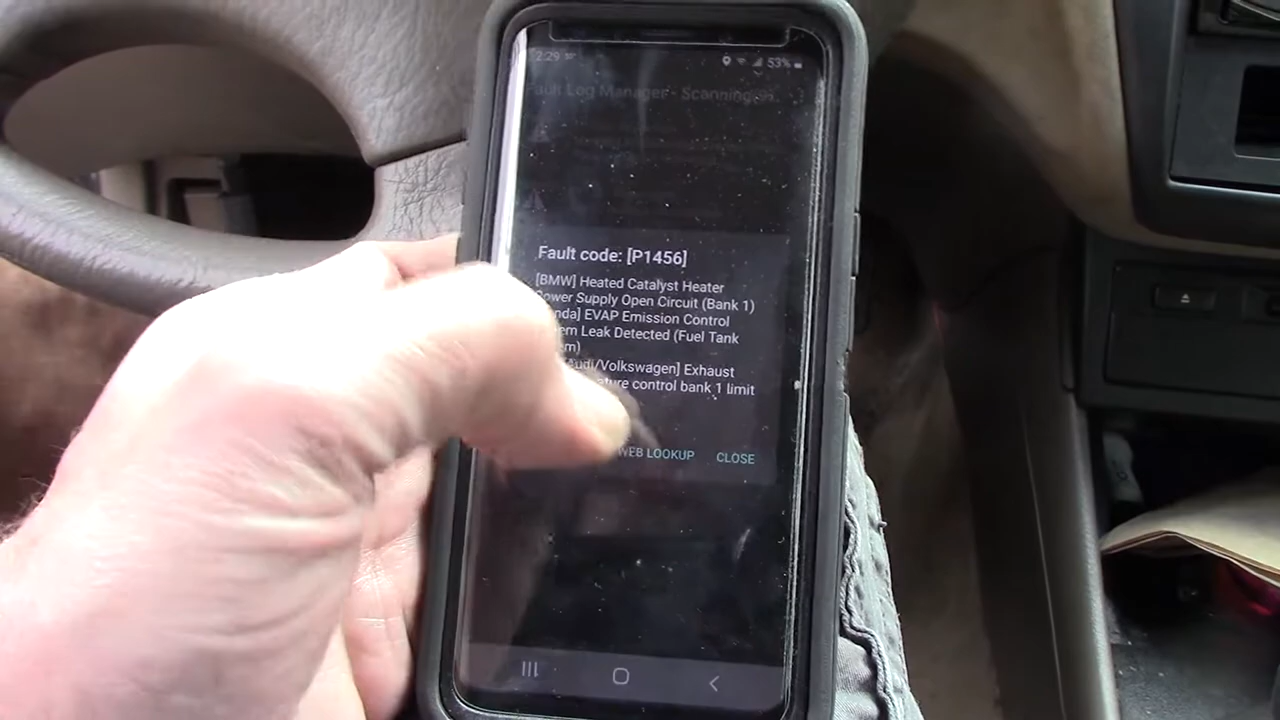 2:29
53%
Fault Log Manager - Scanning
Fault code: [P1456]
[BMW] Heated Catalyst Heater
Power Supply Open Circuit (Bank 1)
EVAP Emission Control
Leak Detected (Fuel Tank
Exhaust
control bank 1 limit
WEB LOOKUP
CLOSE